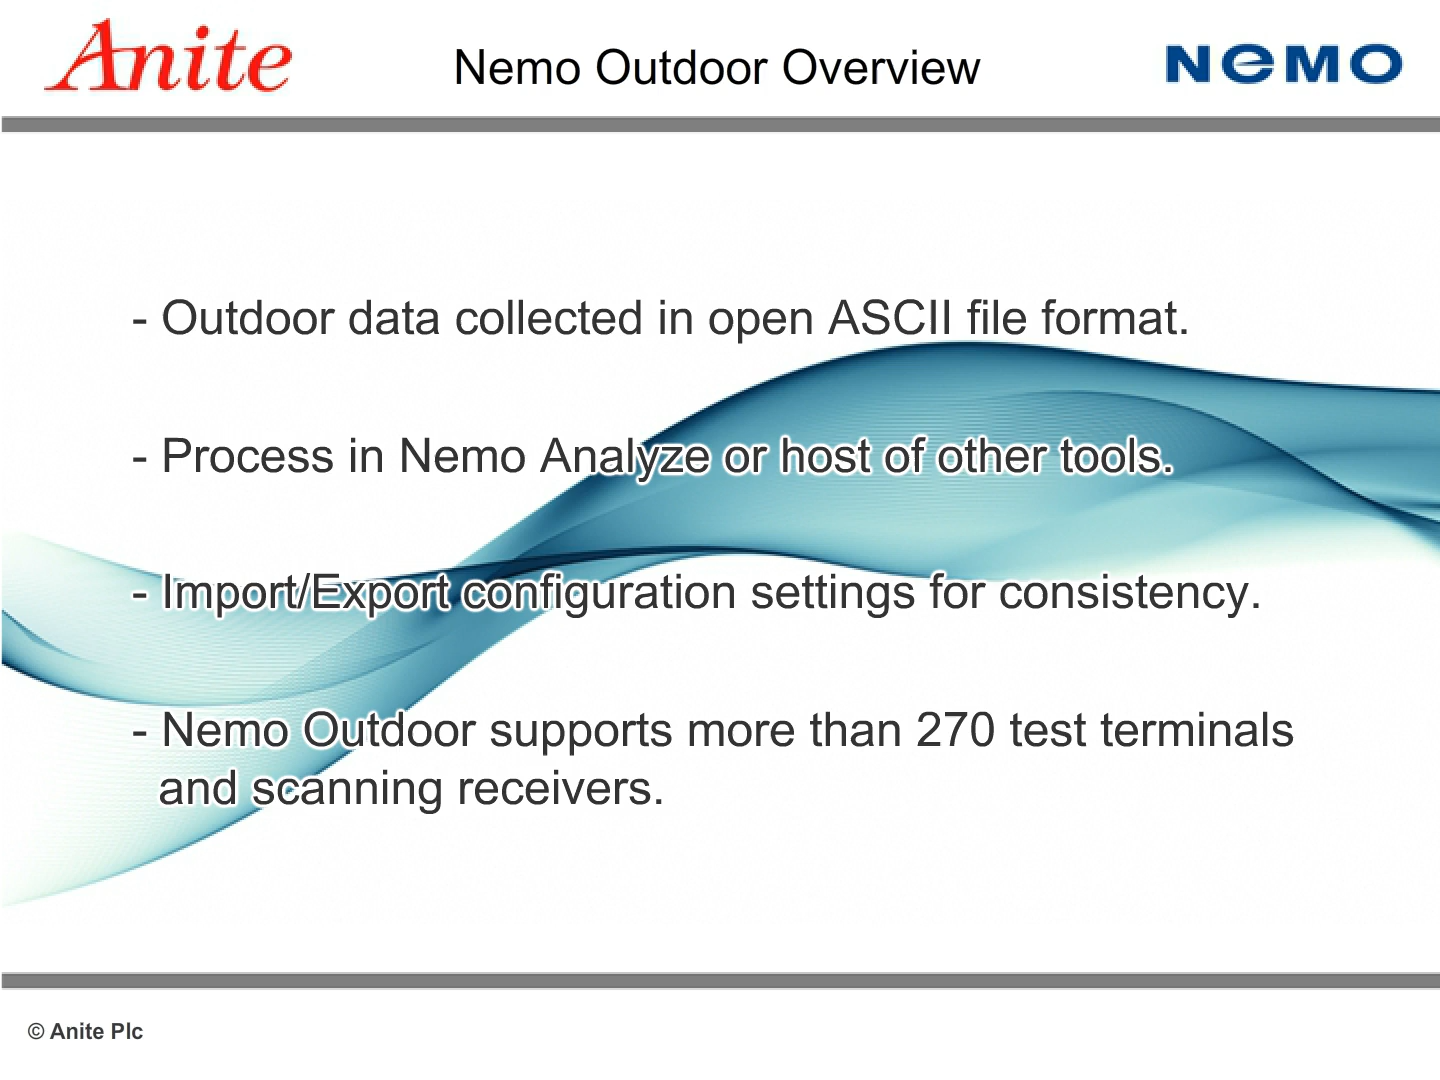 Anite
Nemo Outdoor Overview
NEMO
- Outdoor data collected in open ASCII file format.
- Process in Nemo Analyze or host of other tools.
- Import/Export configuration settings for consistency.
- Nemo Outdoor supports more than 270 test terminals
and scanning receivers.
© Anite Plc